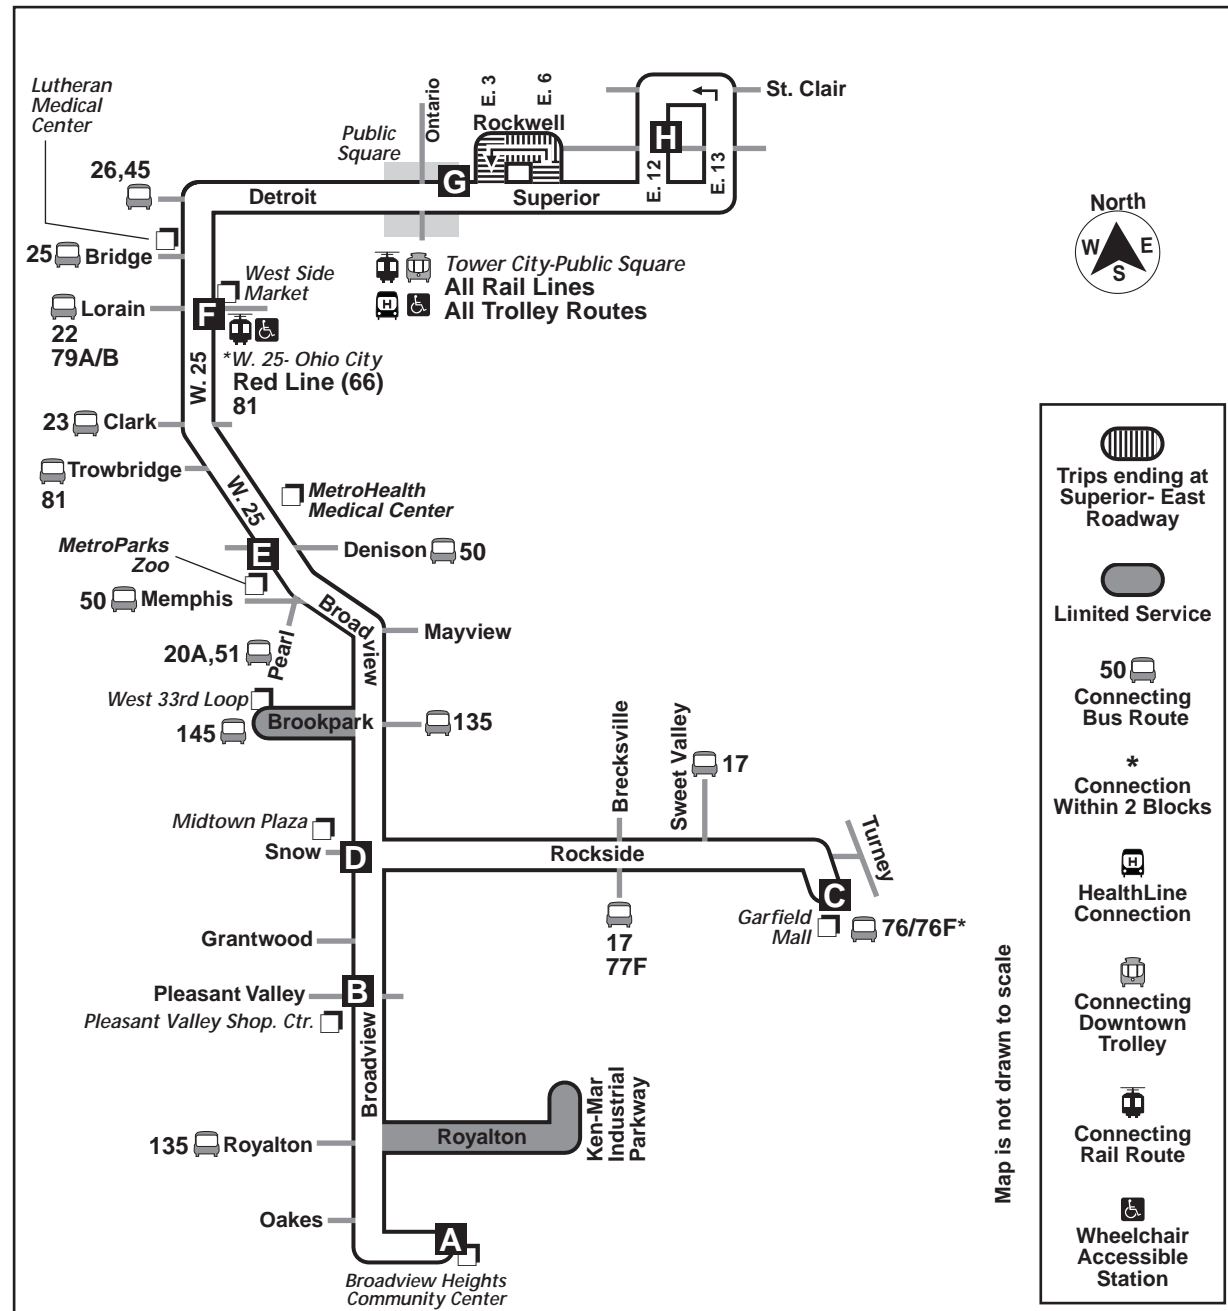 Lutheran
Medical
Center
26,45
Public
Square
Ontario
E. 3
E. 6
Rockwell
St. Clair
H
E. 12
E. 13
G
Detroit
Superior
North
W
E
S
25
Bridge
West Side
Market
Lorain
22
79A/B
F
*W. 25- Ohio City
Red Line (66)
81
H
Tower City-Public Square
All Rail Lines
All Trolley Routes
W. 25
23
Clark
Trowbridge
81
W. 25
MetroHealth
Medical Center
MetroParks
Zoo
E
Denison
50
50
Memphis
Broadview
Mayview
20A,51
Pearl
West 33rd Loop
145
Brookpark
135
Brecksville
Sweet Valley
17
Midtown Plaza
Snow
D
Rockside
Turney
C
Garfield
Mall
76/76F*
17
77F
Grantwood
Pleasant Valley
B
Pleasant Valley Shop. Ctr.
Broadview
135
Royalton
Royalton
Ken-Mar
Industrial
Parkway
Oakes
A
Broadview Heights
Community Center
Map is not drawn to scale
Trips ending at
Superior- East
Roadway
Limited Service
50
Connecting
Bus Route
*
Connection
Within 2 Blocks
H
HealthLine
Connection
Connecting
Downtown
Trolley
Connecting
Rail Route
Wheelchair
Accessible
Station